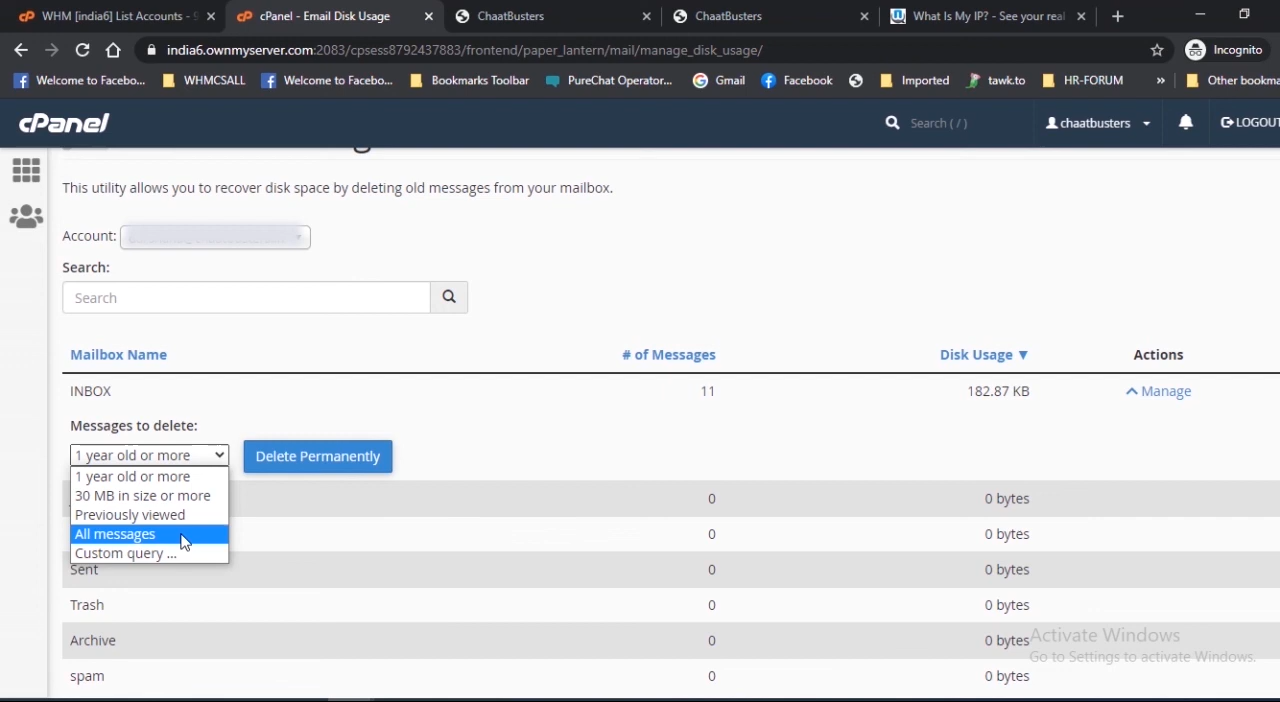 WHM [india6] List Accounts - 9
cPanel - Email Disk Usage
ChaatBusters
ChaatBusters
What Is My IP? - See your real
Incognito
india6.ownmyserver.com:2083/cpsess8792437883/frontend/paper_lantern/mail/manage_disk_usage/
Welcome to Facebo... WHMCSALL Welcome to Facebo... Bookmarks Toolbar PureChat Operator... Gmail Facebook Imported tawk.to HR-FORUM » Other bookma
cPanel Search ( / ) chaatbusters LOGOUT
This utility allows you to recover disk space by deleting old messages from your mailbox.
Account:
Search:
Search
Mailbox Name # of Messages Disk Usage ▼ Actions
INBOX 11 182.87 KB Manage
Messages to delete:
1 year old or more Delete Permanently
1 year old or more
30 MB in size or more 0 0 bytes
Previously viewed
All messages 0 0 bytes
Custom query ...
Sent 0 0 bytes
Trash 0 0 bytes
Archive 0 0 bytes
Activate Windows
Go to Settings to activate Windows.
spam 0 0 bytes